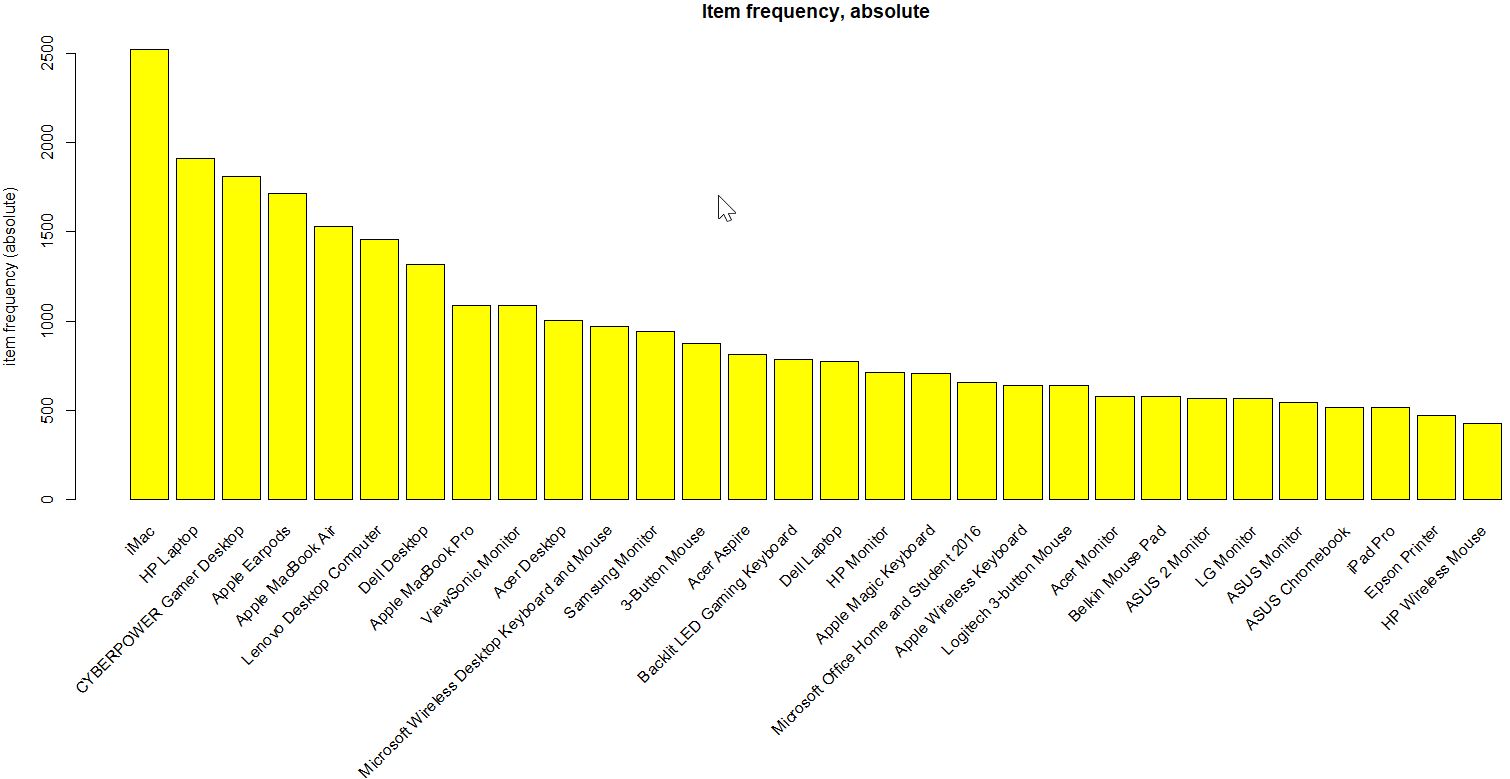 Item frequency, absolute
item frequency (absolute)
2500
2000
1500
1000
500
0
iMac
HP Laptop
CYBERPOWER Gamer Desktop
Apple Earpods
Apple MacBook Air
Lenovo Desktop Computer
Dell Desktop
Apple MacBook Pro
ViewSonic Monitor
Acer Desktop
Microsoft Wireless Desktop Keyboard and Mouse
Samsung Monitor
3-Button Mouse
Acer Aspire
Backlit LED Gaming Keyboard
Dell Laptop
HP Monitor
Apple Magic Keyboard
Microsoft Office Home and Student 2016
Apple Wireless Keyboard
Logitech 3-button Mouse
Acer Monitor
Belkin Mouse Pad
ASUS 2 Monitor
LG Monitor
ASUS Monitor
ASUS Chromebook
iPad Pro
Epson Printer
HP Wireless Mouse